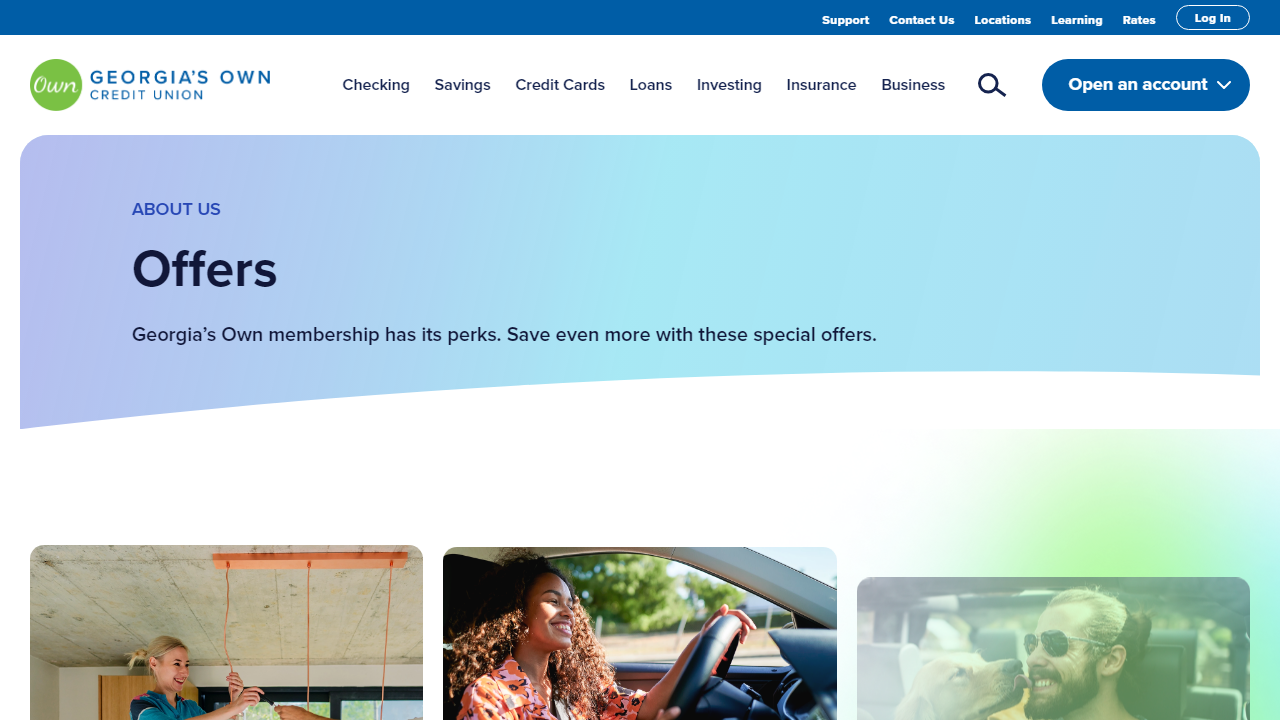 Support Contact Us Locations Learning Rates Log In
Own GEORGIA'S OWN
CREDIT UNION
Checking Savings Credit Cards Loans Investing Insurance Business Open an account
ABOUT US
Offers
Georgia’s Own membership has its perks. Save even more with these special offers.